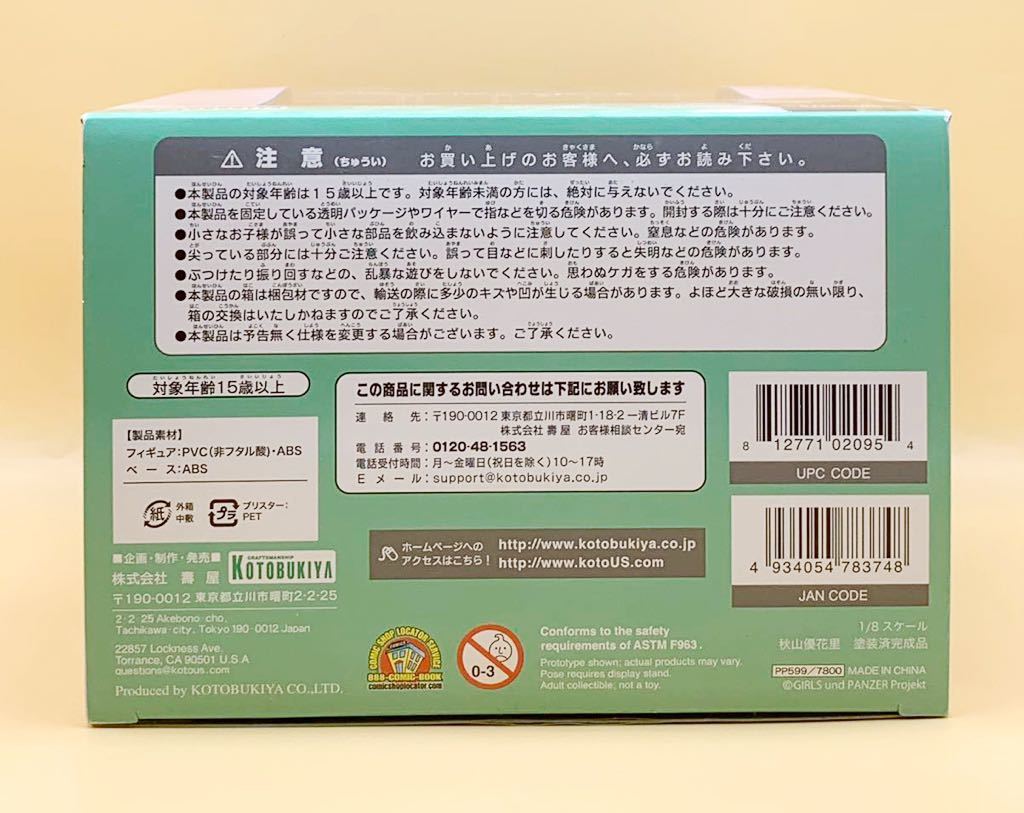 ⚠ 注意(ちゅうい) お買い上げのお客様へ、必ずお読み下さい。
●本製品の対象年齢は15歳以上です。対象年齢未満の方には、絶対に与えないでください。
●本製品を固定している透明パッケージやワイヤーで指などを切る危険があります。開封する際は十分にご注意ください。
●小さなお子様が誤って小さな部品を飲み込まないように注意してください。窒息などの危険があります。
●尖っている部分には十分ご注意ください。誤って目などに刺したりすると失明などの危険があります。
●ぶつけたり振り回すなどの、乱暴な遊びをしないでください。思わぬケガをする危険があります。
●本製品の箱は梱包材ですので、輸送の際に多少のキズや凹が生じる場合があります。よほど大きな破損の無い限り、
箱の交換はいたしかねますのでご了承ください。
●本製品は予告無く仕様を変更する場合がございます。ご了承ください。
対象年齢15歳以上
【製品素材】
フィギュア:PVC(非フタル酸)・ABS
ベース:ABS
紙 外箱
中敷
プラ ブリスター:
PET
この商品に関するお問い合わせは下記にお願い致します
連絡先:〒190-0012 東京都立川市曙町1-18-2 一清ビル7F
株式会社 壽屋 お客様相談センター宛
電話番号:0120-48-1563
電話受付時間:月〜金曜日(祝日を除く)10〜17時
Eメール:support@kotobukiya.co.jp
8 12771 02095 4
UPC CODE
4 934054 783748
JAN CODE
ホームページへの
アクセスはこちら!
http://www.kotobukiya.co.jp
http://www.kotoUS.com
■企画・制作・発売■
株式会社 壽屋
CRAFTSMANSHIP
KOTOBUKIYA
〒190-0012 東京都立川市曙町2-2-25
2-2-25 Akebono-cho,
Tachikawa-city, Tokyo 190-0012 Japan
22857 Lockness Ave.
Torrance, CA 90501 U.S.A
questions@kotous.com
Produced by KOTOBUKIYA CO.,LTD.
COMIC SHOP LOCATOR SERVICE
COMICS
888-COMIC-BOOK
comicshoplocator.com
0-3
Conforms to the safety
requirements of ASTM F963.
Prototype shown; actual products may vary.
Pose requires display stand.
Adult collectible, not a toy.
1/8 スケール
秋山優花里 塗装済完成品
PP599/7800 MADE IN CHINA
©GIRLS und PANZER Projekt